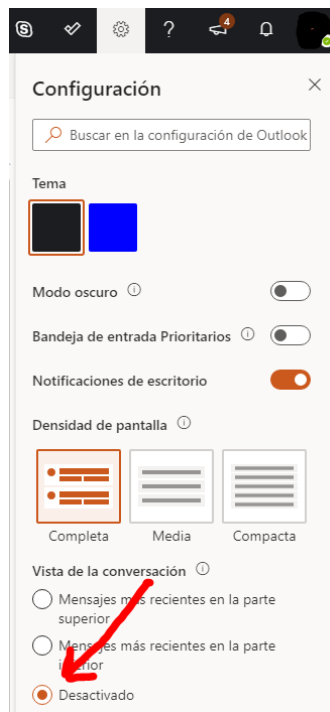 4
Configuración
Buscar en la configuración de Outlook
Tema
Modo oscuro
Bandeja de entrada Prioritarios
Notificaciones de escritorio
Densidad de pantalla
Completa Media Compacta
Vista de la conversación
Mensajes más recientes en la parte
superior
Mensajes más recientes en la parte
inferior
Desactivado